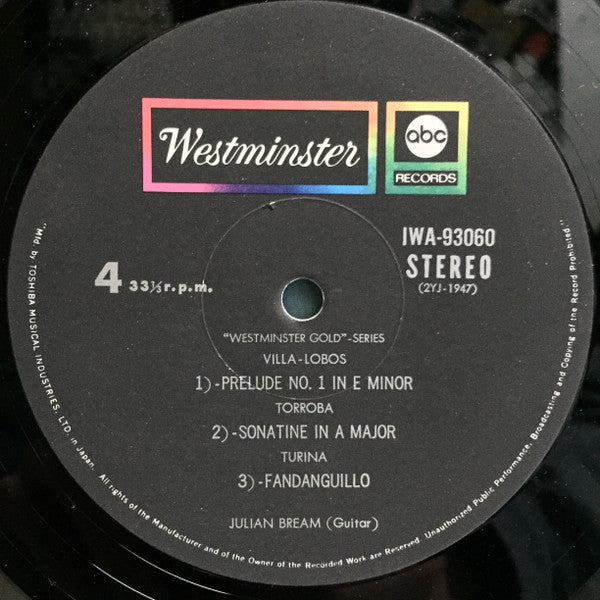 Westminster
abc
RECORDS
IWA-93060
STEREO
(2YJ-1947)
4 33⅓ r.p.m.
"WESTMINSTER GOLD"-SERIES
VILLA-LOBOS
1)-PRELUDE NO. 1 IN E MINOR
TORROBA
2)-SONATINE IN A MAJOR
TURINA
3)-FANDANGUILLO
JULIAN BREAM (Guitar)
"Mfd. by TOSHIBA MUSICAL INDUSTRIES, LTD. in Japan. All rights of the Manufacturer and of the Owner of the Recorded Work are Reserved. Unauthorized Public Performance, Broadcasting and Copying of the Record Prohibited."